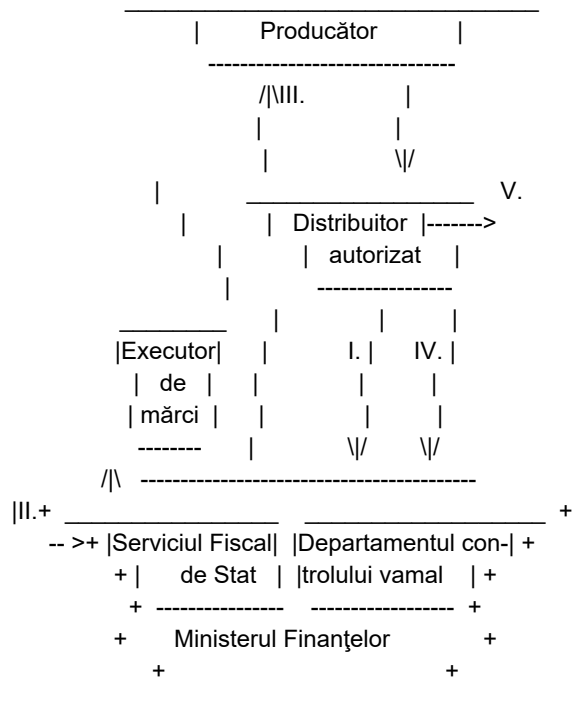 Producător
III.
V.
Distribuitor
autorizat
Executor I. IV.
de
mărci
II.
Serviciul Fiscal Departamentul con-
de Stat trolului vamal
Ministerul Finanţelor